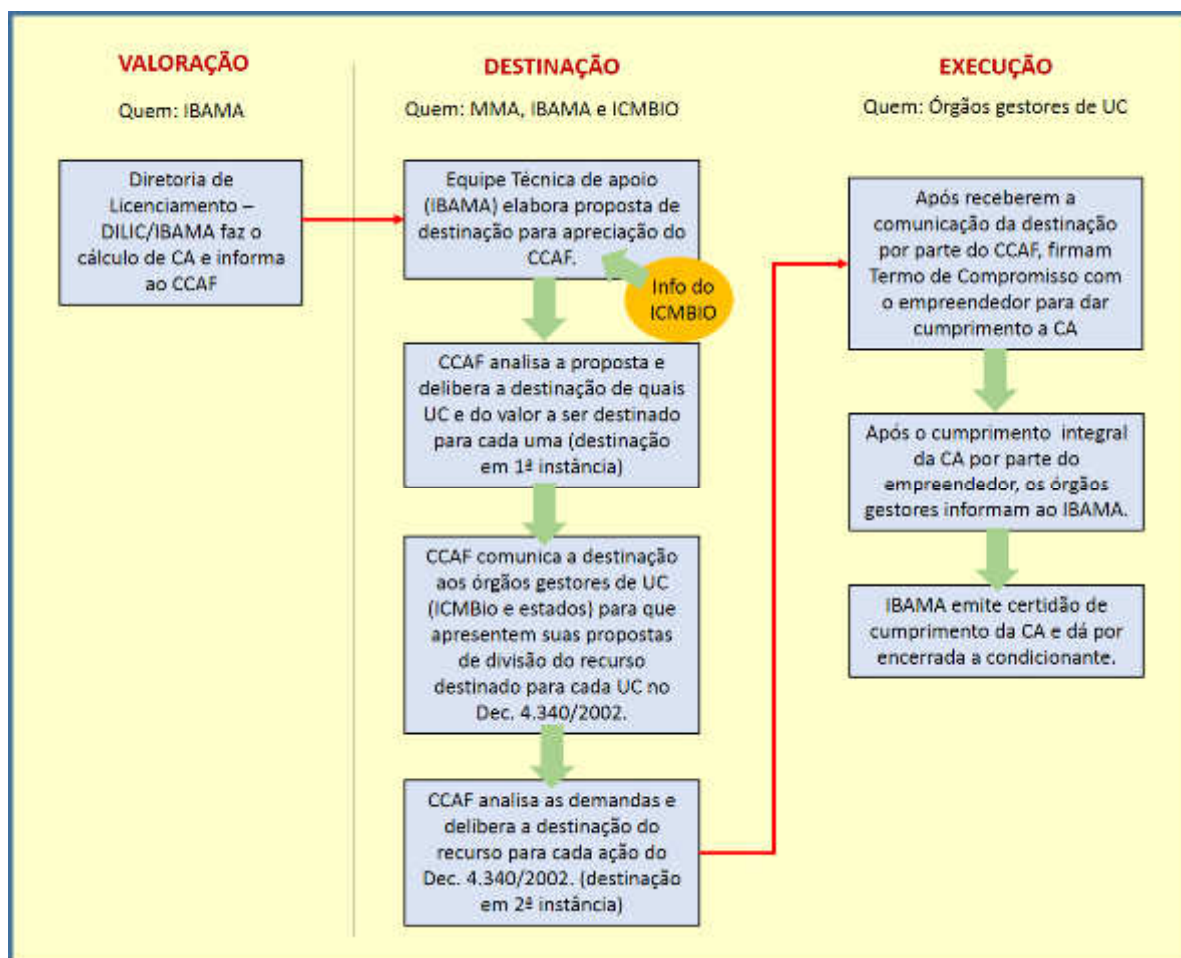 VALORAÇÃO
Quem: IBAMA
Diretoria de
Licenciamento –
DILIC/IBAMA faz o
cálculo de CA e informa
ao CCAF
DESTINAÇÃO
Quem: MMA, IBAMA e ICMBIO
Equipe Técnica de apoio
(IBAMA) elabora proposta de
destinação para apreciação do
CCAF.
Info do
ICMBIO
CCAF analisa a proposta e
delibera a destinação de quais
UC e do valor a ser destinado
para cada uma (destinação
em 1ª instância)
CCAF comunica a destinação
aos órgãos gestores de UC
(ICMBio e estados) para que
apresentem suas propostas
de divisão do recurso
destinado para cada UC no
Dec. 4.340/2002.
CCAF analisa as demandas e
delibera a destinação do
recurso para cada ação do
Dec. 4.340/2002. (destinação
em 2ª instância)
EXECUÇÃO
Quem: Órgãos gestores de UC
Após receberem a
comunicação da destinação
por parte do CCAF, firmam
Termo de Compromisso com
o empreendedor para dar
cumprimento a CA
Após o cumprimento integral
da CA por parte do
empreendedor, os órgãos
gestores informam ao IBAMA.
IBAMA emite certidão de
cumprimento da CA e dá por
encerrada a condicionante.